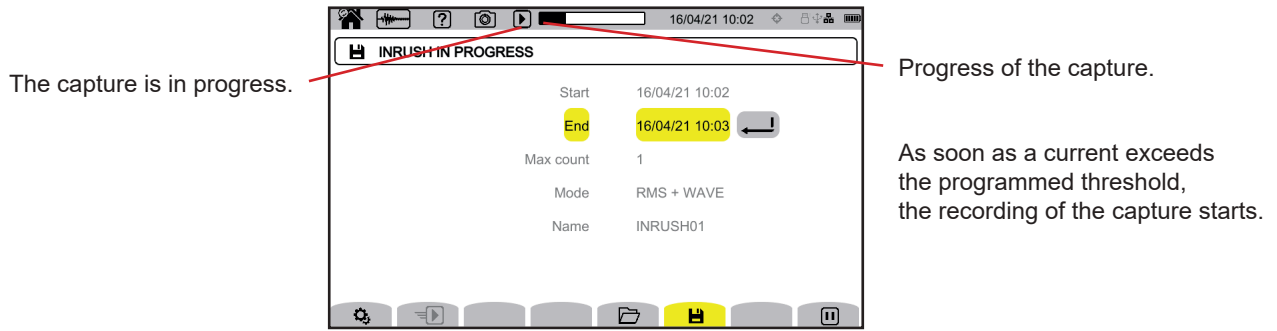 ?
16/04/21 10:02
INRUSH IN PROGRESS
The capture is in progress.
Progress of the capture.
Start 16/04/21 10:02
End 16/04/21 10:03
Max count 1
Mode RMS + WAVE
Name INRUSH01
As soon as a current exceeds
the programmed threshold,
the recording of the capture starts.